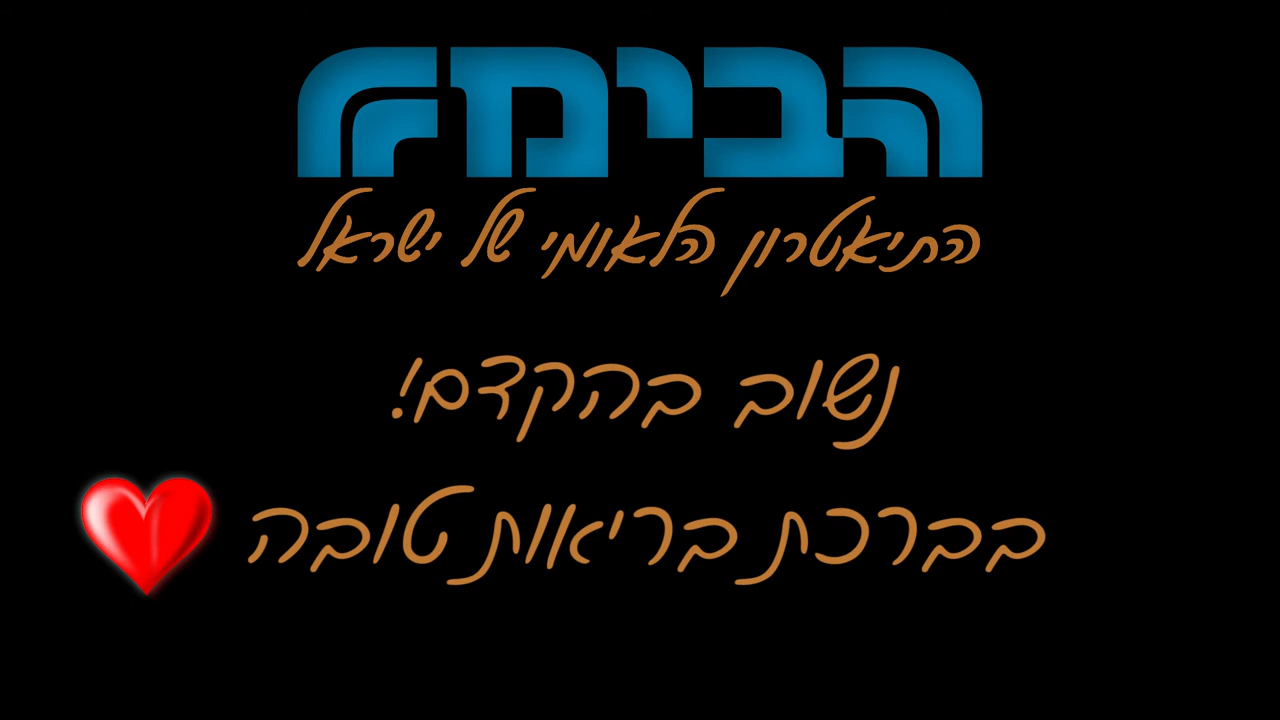 הבימה
התיאטרון הלאומי של ישראל
נשוב בהקדם!
בברכת בריאות טובה